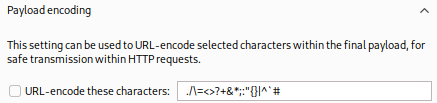 Payload encoding
This setting can be used to URL-encode selected characters within the final payload, for
safe transmission within HTTP requests.
URL-encode these characters: ./\=<>?+&*;:"{}|^`#